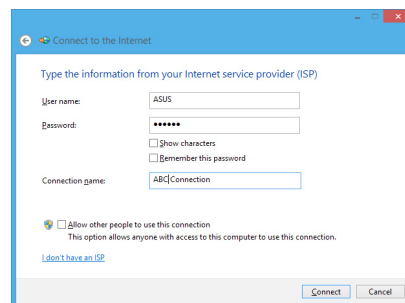 Connect to the Internet
Type the information from your Internet service provider (ISP)
User name: ASUS
Password: ••••••
Show characters
Remember this password
Connection name: ABC Connection
Allow other people to use this connection
This option allows anyone with access to this computer to use this connection.
I don't have an ISP
Connect Cancel